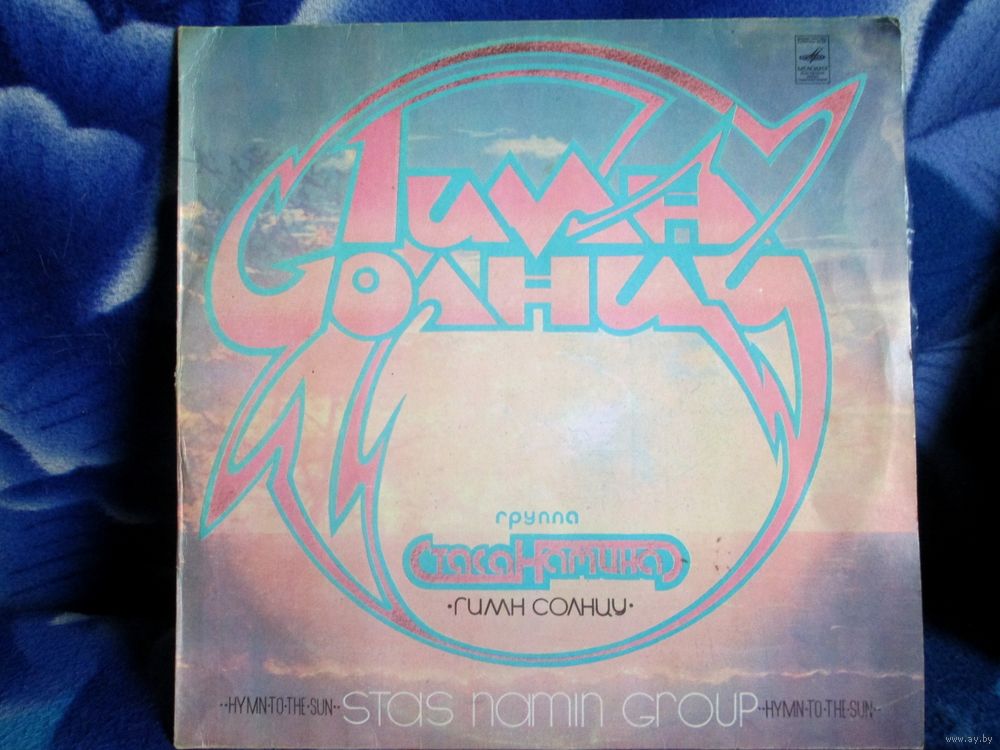 Гимн
Солнцу
группа
Стаса Намина
·ГИМН СОЛНЦУ·
··HYMN·TO·THE·SUN·· STAS NAMIN GROUP ··HYMN·TO·THE·SUN··
www.ay.by